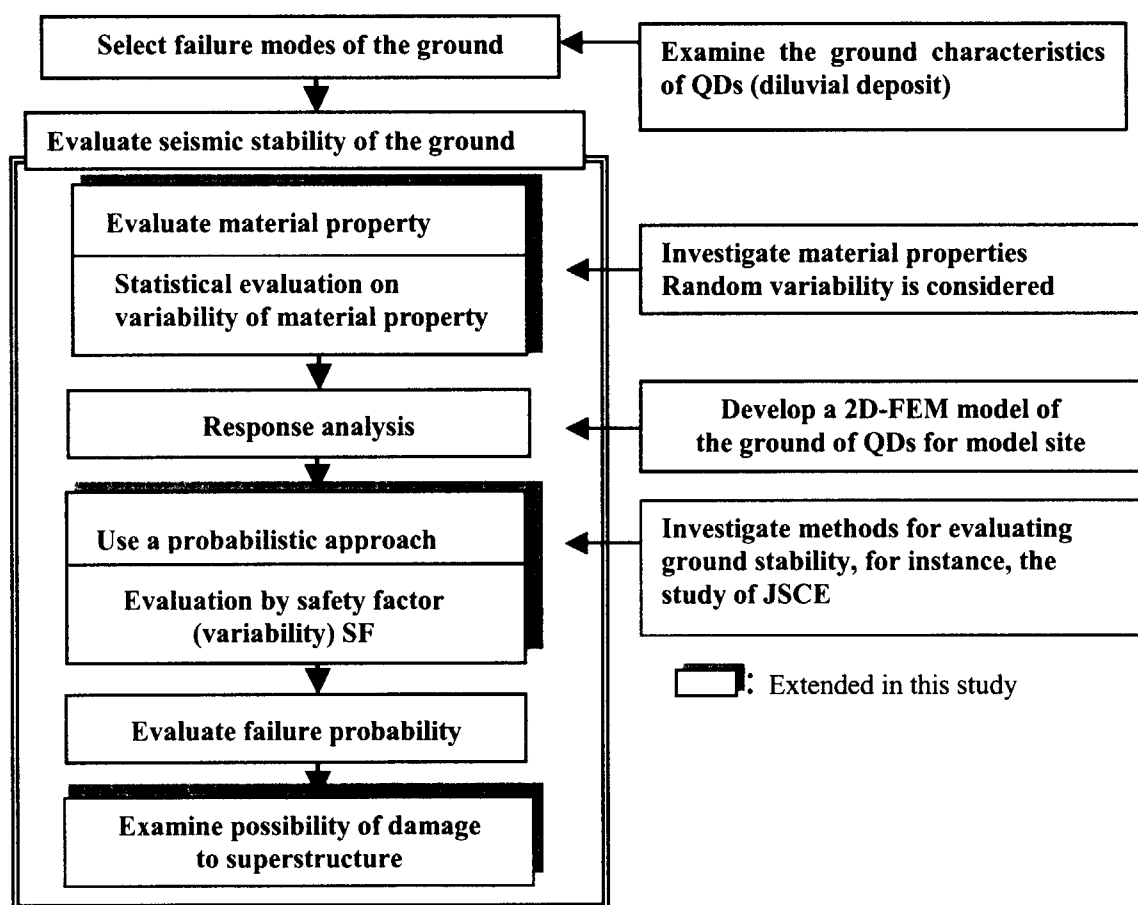 Select failure modes of the ground
Examine the ground characteristics
of QDs (diluvial deposit)
Evaluate seismic stability of the ground
Evaluate material property
Statistical evaluation on
variability of material property
Investigate material properties
Random variability is considered
Response analysis
Develop a 2D-FEM model of
the ground of QDs for model site
Use a probabilistic approach
Evaluation by safety factor
(variability) SF
Investigate methods for evaluating
ground stability, for instance, the
study of JSCE
: Extended in this study
Evaluate failure probability
Examine possibility of damage
to superstructure